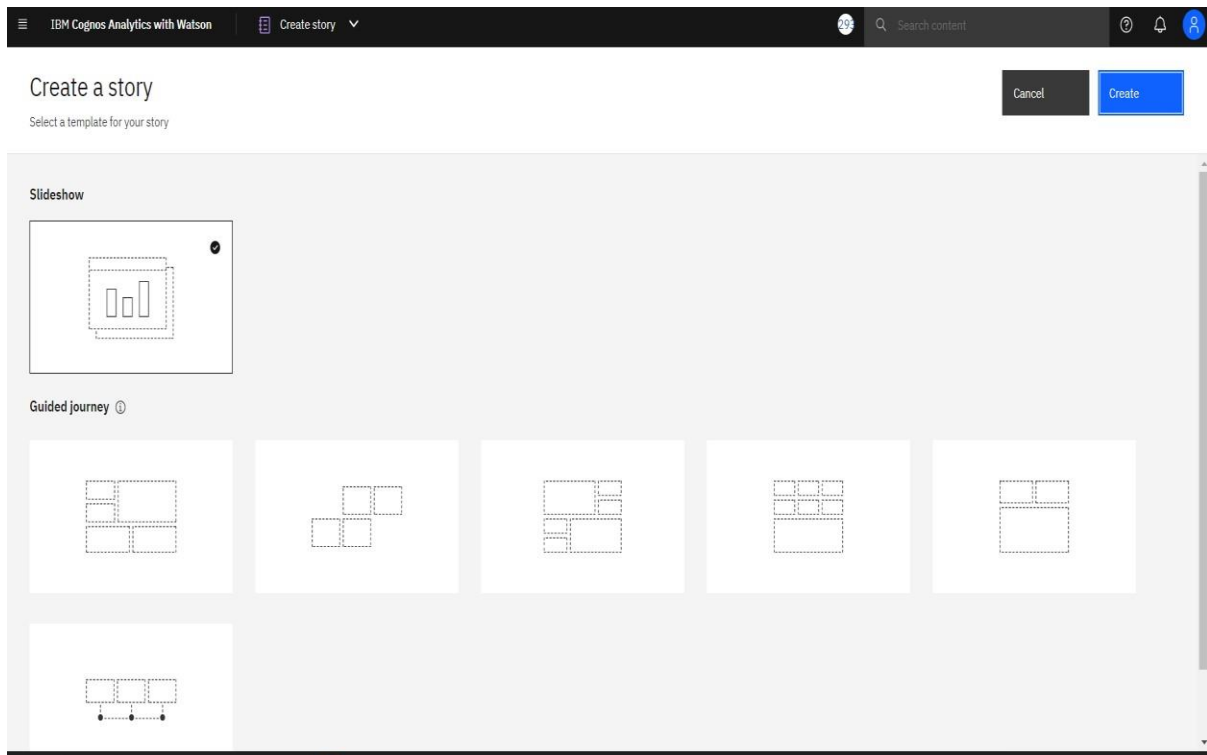 IBM Cognos Analytics with Watson
Create story
293
Search content
Create a story
Select a template for your story
Cancel
Create
Slideshow
Guided journey